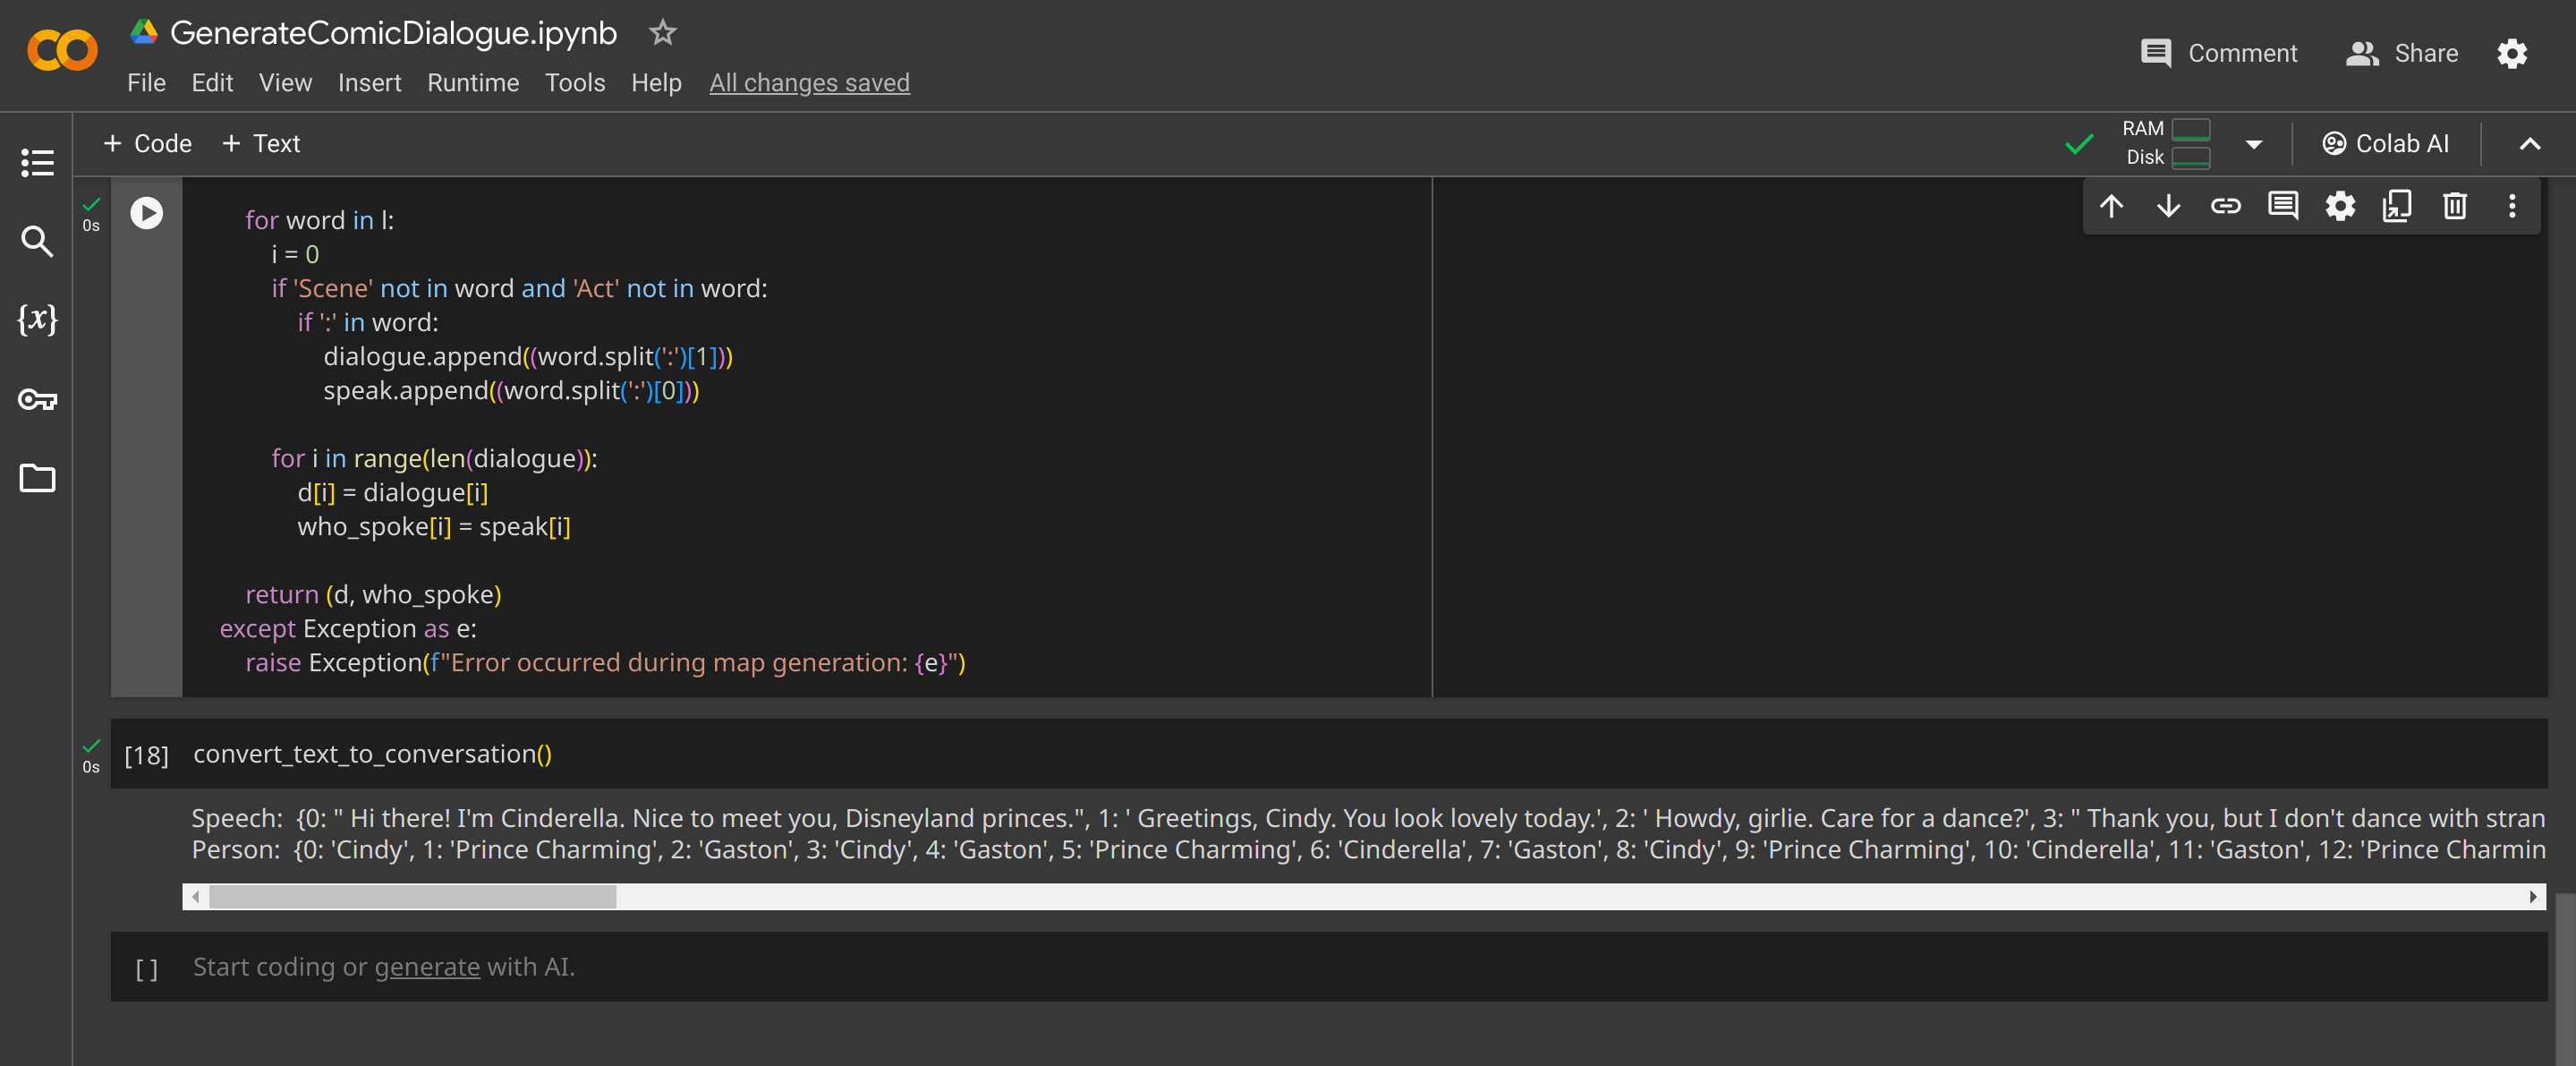 GenerateComicDialogue.ipynb
File Edit View Insert Runtime Tools Help All changes saved
Comment Share
+ Code + Text
RAM
Disk
Colab AI
0s
for word in l:
i = 0
if 'Scene' not in word and 'Act' not in word:
if ':' in word:
dialogue.append((word.split(':')[1]))
speak.append((word.split(':')[0]))
for i in range(len(dialogue)):
d[i] = dialogue[i]
who_spoke[i] = speak[i]
return (d, who_spoke)
except Exception as e:
raise Exception(f"Error occurred during map generation: {e}")
0s
[18] convert_text_to_conversation()
Speech: {0: " Hi there! I'm Cinderella. Nice to meet you, Disneyland princes.", 1: ' Greetings, Cindy. You look lovely today.', 2: ' Howdy, girlie. Care for a dance?', 3: " Thank you, but I don't dance with stran
Person: {0: 'Cindy', 1: 'Prince Charming', 2: 'Gaston', 3: 'Cindy', 4: 'Gaston', 5: 'Prince Charming', 6: 'Cinderella', 7: 'Gaston', 8: 'Cindy', 9: 'Prince Charming', 10: 'Cinderella', 11: 'Gaston', 12: 'Prince Charmin
[ ] Start coding or generate with AI.